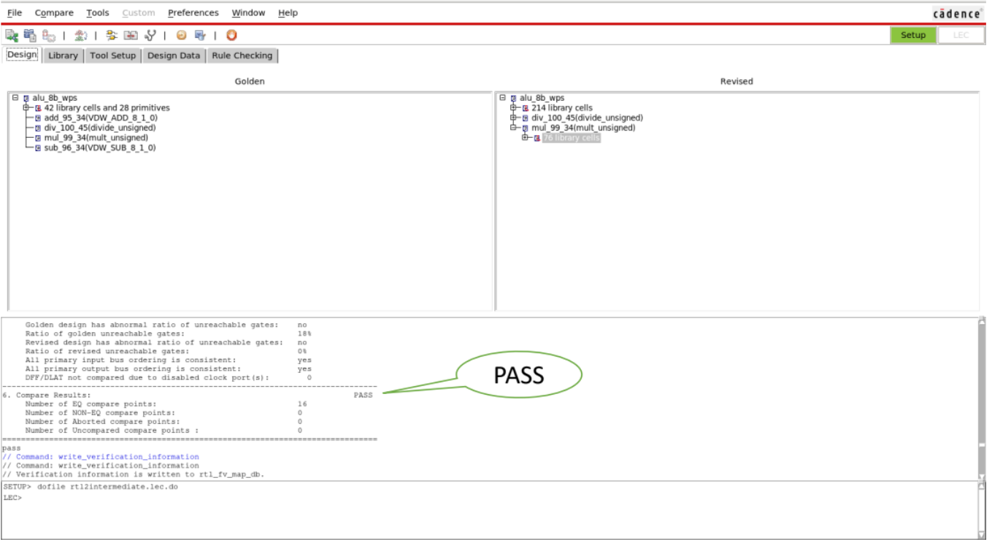 File Compare Tools Custom Preferences Window Help
cādence
Setup LEC
Design Library Tool Setup Design Data Rule Checking
Golden
Revised
alu_8b_wps
42 library cells and 28 primitives
add_95_34(VDW_ADD_8_1_0)
div_100_45(divide_unsigned)
mul_99_34(mult_unsigned)
sub_96_34(VDW_SUB_8_1_0)
alu_8b_wps
214 library cells
div_100_45(divide_unsigned)
mul_99_34(mult_unsigned)
76 library cells
Golden design has abnormal ratio of unreachable gates: no
Ratio of golden unreachable gates: 18%
Revised design has abnormal ratio of unreachable gates: no
Ratio of revised unreachable gates: 0%
All primary input bus ordering is consistent: yes
All primary output bus ordering is consistent: yes
DFF/DLAT not compared due to disabled clock port(s): 0
--------------------------------------------------------------------------------
6. Compare Results: PASS
Number of EQ compare points: 16
Number of NON-EQ compare points: 0
Number of Aborted compare points: 0
Number of Uncompared compare points : 0
================================================================================
pass
// Command: write_verification_information
// Command: write_verification_information
// Verification information is written to rtl_fv_map_db.
PASS
SETUP> dofile rtl2intermediate.lec.do
LEC>